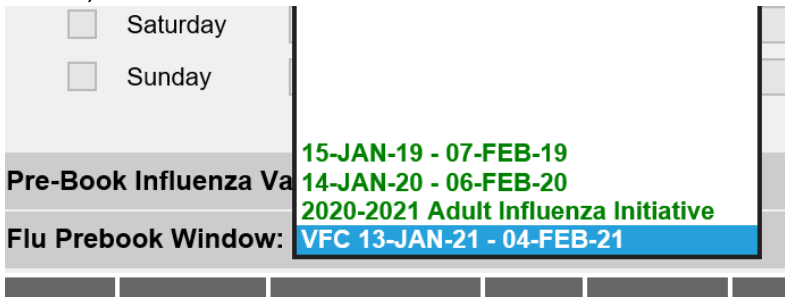 Saturday
Sunday
15-JAN-19 - 07-FEB-19
Pre-Book Influenza Va
14-JAN-20 - 06-FEB-20
2020-2021 Adult Influenza Initiative
Flu Prebook Window: VFC 13-JAN-21 - 04-FEB-21